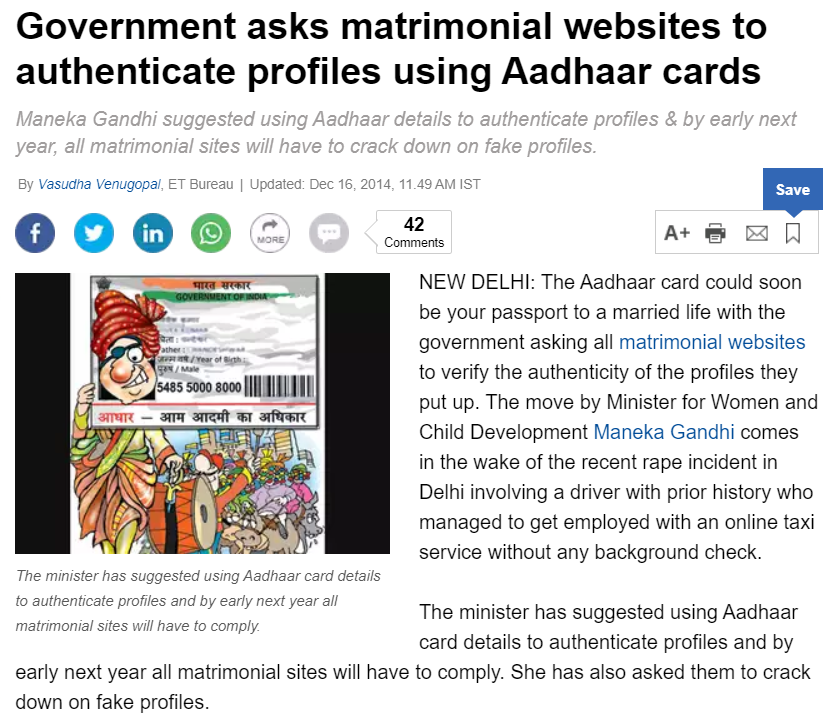 Government asks matrimonial websites to
authenticate profiles using Aadhaar cards
Maneka Gandhi suggested using Aadhaar details to authenticate profiles & by early next
year, all matrimonial sites will have to crack down on fake profiles.
By Vasudha Venugopal, ET Bureau | Updated: Dec 16, 2014, 11.49 AM IST
Save
f
in
MORE
42
Comments
A+
भारत सरकार
GOVERNMENT OF INDIA
/ Year of Birth :
/ Male
5485 5000 8000
आधार — आम आदमी का अधिकार
The minister has suggested using Aadhaar card details
to authenticate profiles and by early next year all
matrimonial sites will have to comply.
NEW DELHI: The Aadhaar card could soon
be your passport to a married life with the
government asking all matrimonial websites
to verify the authenticity of the profiles they
put up. The move by Minister for Women and
Child Development Maneka Gandhi comes
in the wake of the recent rape incident in
Delhi involving a driver with prior history who
managed to get employed with an online taxi
service without any background check.
The minister has suggested using Aadhaar
card details to authenticate profiles and by
early next year all matrimonial sites will have to comply. She has also asked them to crack
down on fake profiles.